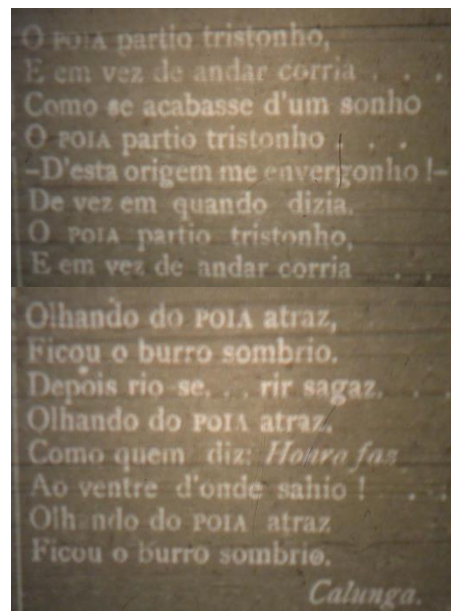 O POIA partio tristonho,
E em vez de andar corria . . .
Como se acabasse d'um sonho
O POIA partio tristonho . . .
–D'esta origem me envergonho !–
De vez em quando dizia.
O POIA partio tristonho,
E em vez de andar corria . .
Olhando do POIA atraz,
Ficou o burro sombrio.
Depois rio-se. . . rir sagaz. . .
Olhando do POIA atraz,
Como quem diz: Honra faz
Ao ventre d'onde sahio ! . . .
Olhando do POIA atraz
Ficou o burro sombrio.
Calunga.